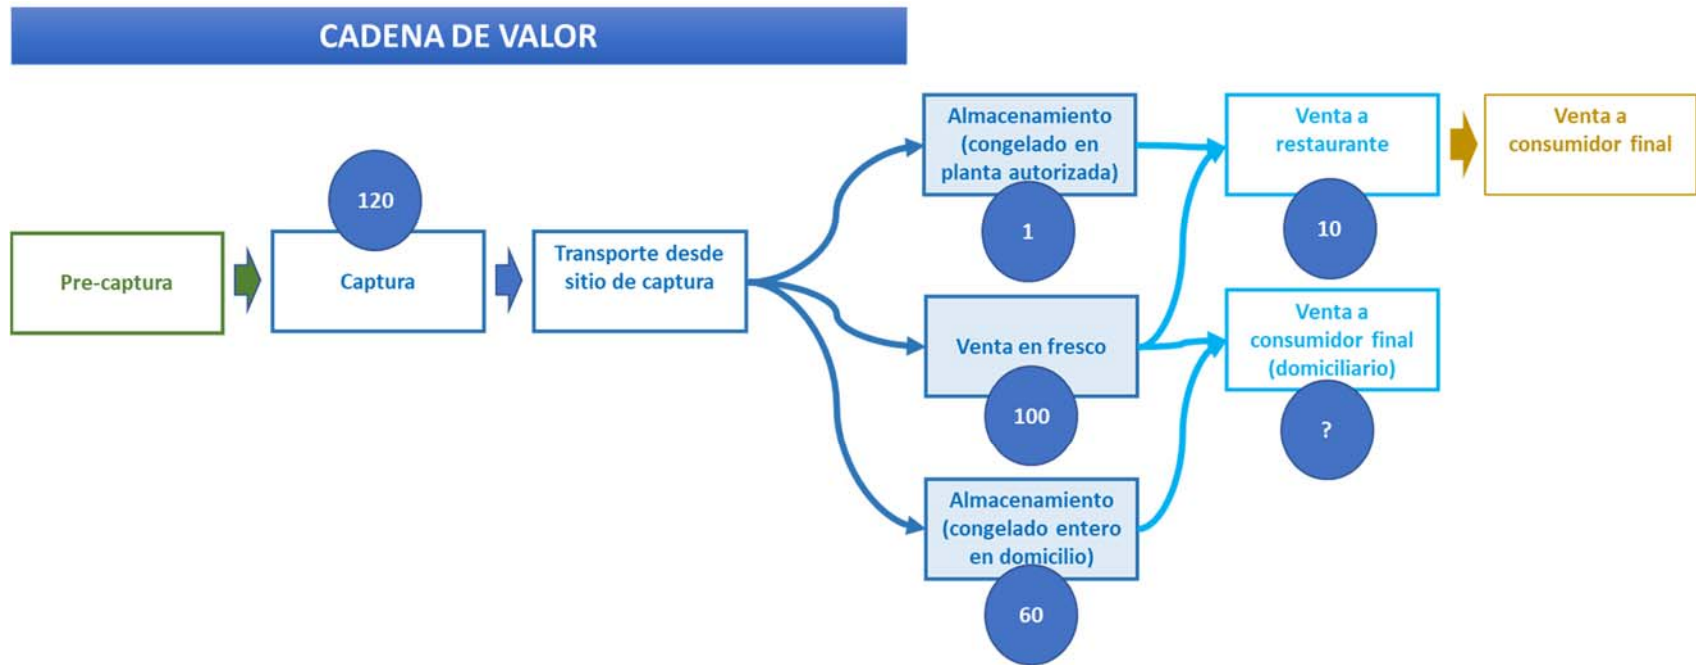 CADENA DE VALOR
Pre-captura
120
Captura
Transporte desde
sitio de captura
Almacenamiento
(congelado en
planta autorizada)
1
Venta en fresco
100
Almacenamiento
(congelado entero
en domicilio)
60
Venta a
restaurante
10
Venta a
consumidor final
(domiciliario)
?
Venta a
consumidor final